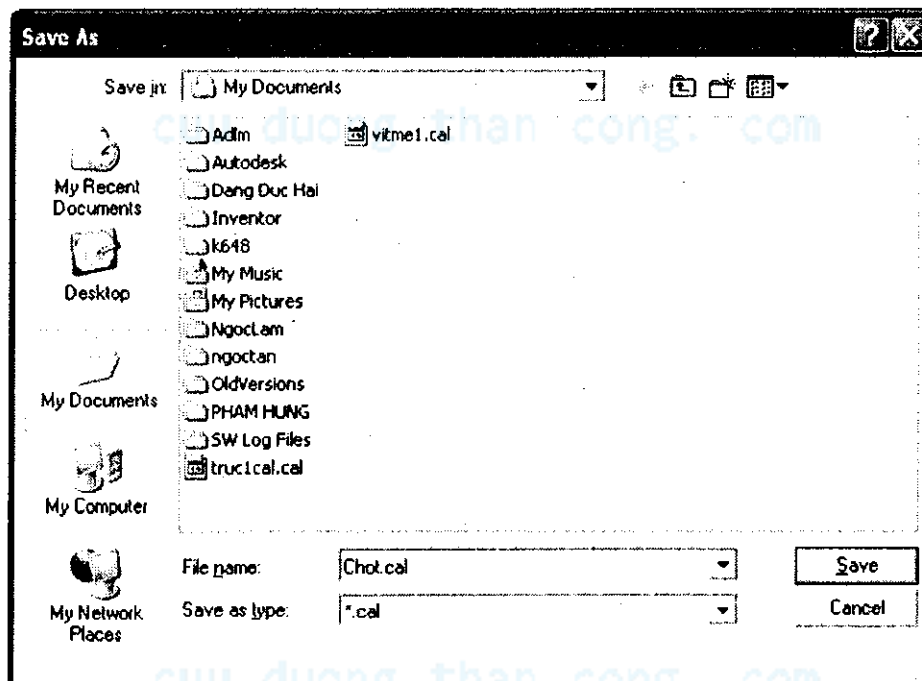 Save As
Save in: My Documents
cuu duong than cong. com
My Recent Documents
Desktop
My Documents
My Computer
My Network Places
Adlm
Autodesk
Dang Duc Hai
Inventor
k648
My Music
My Pictures
NgocLam
ngoctan
OldVersions
PHAM HUNG
SW Log Files
truc1cal.cal
vitme1.cal
File name: Chot.cal
Save
Save as type: *.cal
Cancel
cuu duong than cong. com